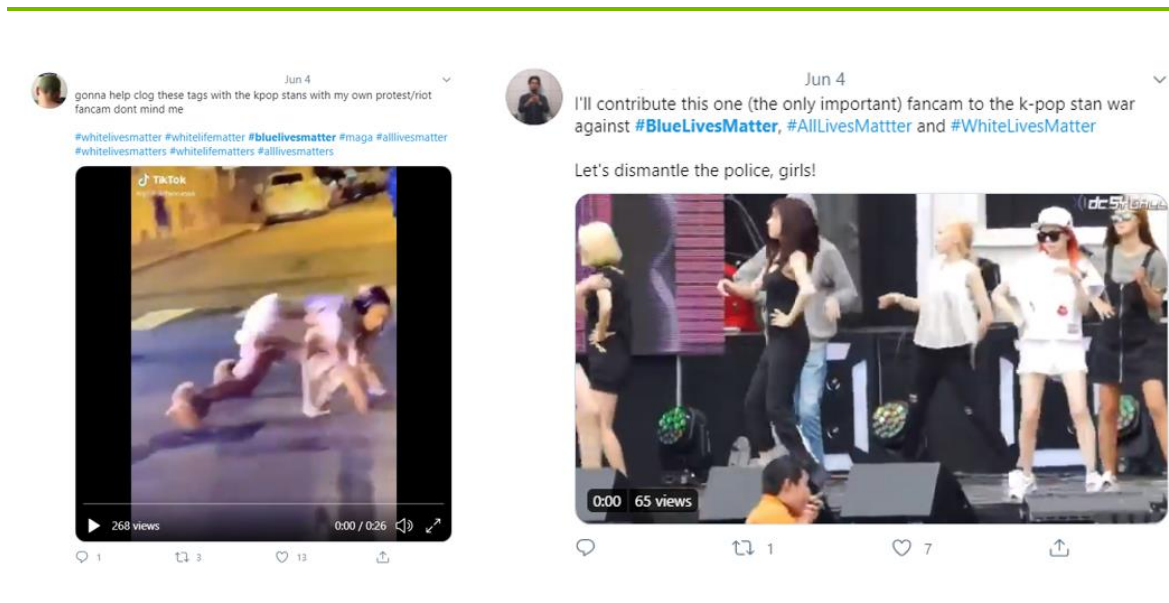 Jun 4
gonna help clog these tags with the kpop stans with my own protest/riot
fancam dont mind me
#whitelivesmatter #whitelifematter #bluelivesmatter #maga #alllivesmatter
#whitelivesmatters #whitelifematters #alllivesmatters
TikTok
268 views
0:00 / 0:26
1
3
13
Jun 4
I'll contribute this one (the only important) fancam to the k-pop stan war
against #BlueLivesMatter, #AllLivesMattter and #WhiteLivesMatter
Let's dismantle the police, girls!
0:00
65 views
1
7